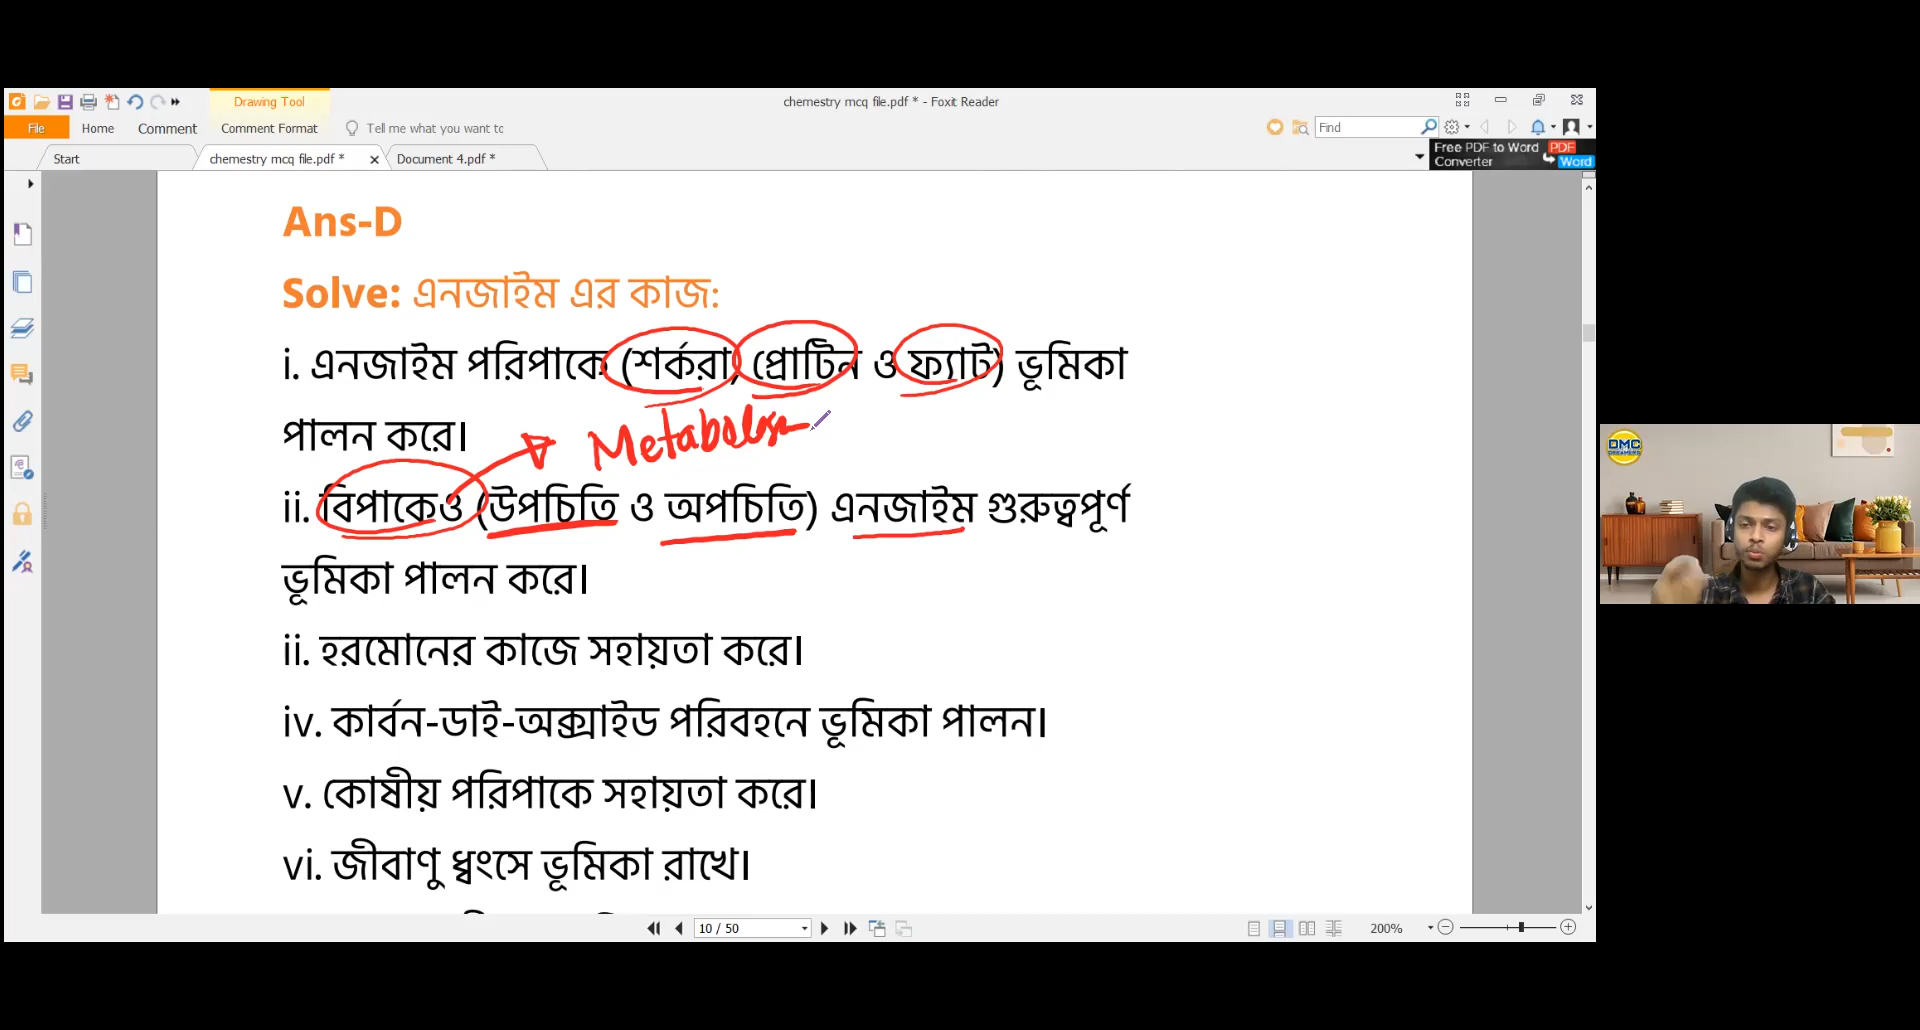 Drawing Tool
chemestry mcq file.pdf * - Foxit Reader
File Home Comment Comment Format Tell me what you want to
Find
Start chemestry mcq file.pdf * Document 4.pdf *
Free PDF to Word Converter
PDF Word
Ans-D
Solve: এনজাইম এর কাজ:
i. এনজাইম পরিপাকে (শর্করা, প্রোটিন ও ফ্যাট) ভূমিকা
পালন করে।
ii. বিপাকেও (উপচিতি ও অপচিতি) এনজাইম গুরুত্বপূর্ণ
ভূমিকা পালন করে।
ii. হরমোনের কাজে সহায়তা করে।
iv. কার্বন-ডাই-অক্সাইড পরিবহনে ভূমিকা পালন।
v. কোষীয় পরিপাকে সহায়তা করে।
vi. জীবাণু ধ্বংসে ভূমিকা রাখে।
10 / 50
200%
DMC
DREAMERS